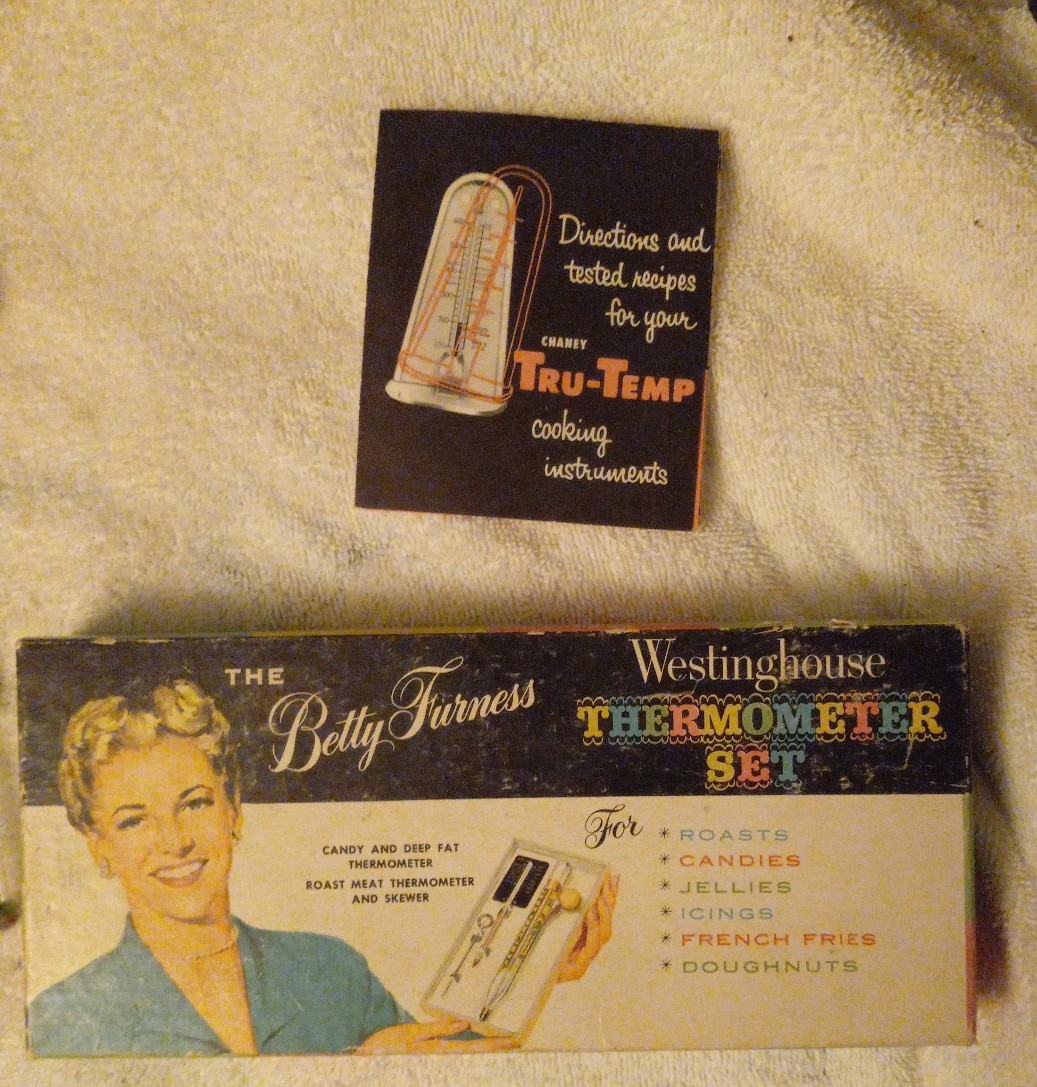 Directions and
tested recipes
for your
CHANEY
TRU-TEMP
cooking
instruments
THE
Betty Furness
Westinghouse
THERMOMETER
SET
CANDY AND DEEP FAT
THERMOMETER
ROAST MEAT THERMOMETER
AND SKEWER
For
* ROASTS
* CANDIES
* JELLIES
* ICINGS
* FRENCH FRIES
* DOUGHNUTS